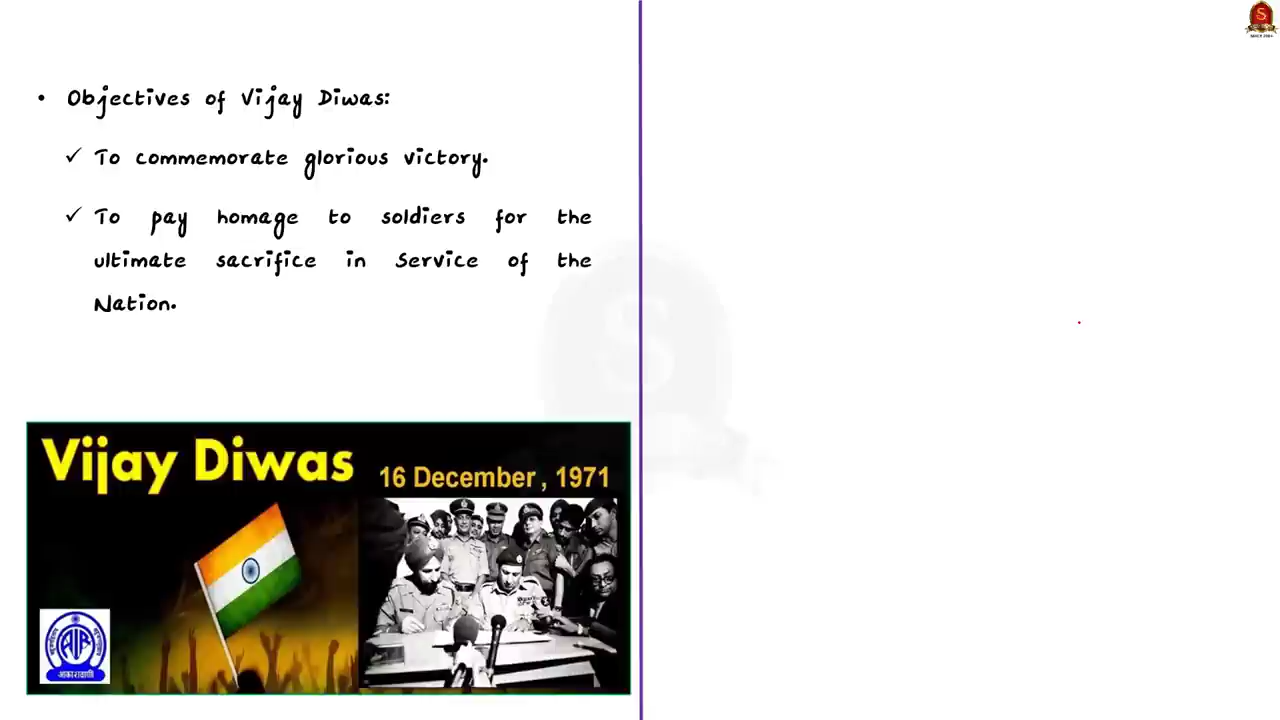 • Objectives of Vijay Diwas:
✓ To commemorate glorious victory.
✓ To pay homage to soldiers for the
ultimate sacrifice in Service of the
Nation.
Vijay Diwas
16 December, 1971
AIR
आकाशवाणी
S
S